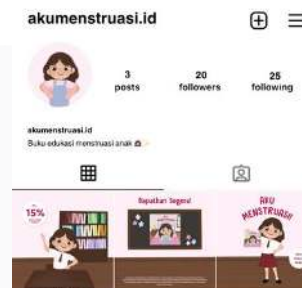 akumenstruasi.id
3
posts
20
followers
25
following
akumenstruasi.id
Buku edukasi menstruasi anak
15%
Dapatkan Segera!
AKU
MENSTRUASI!